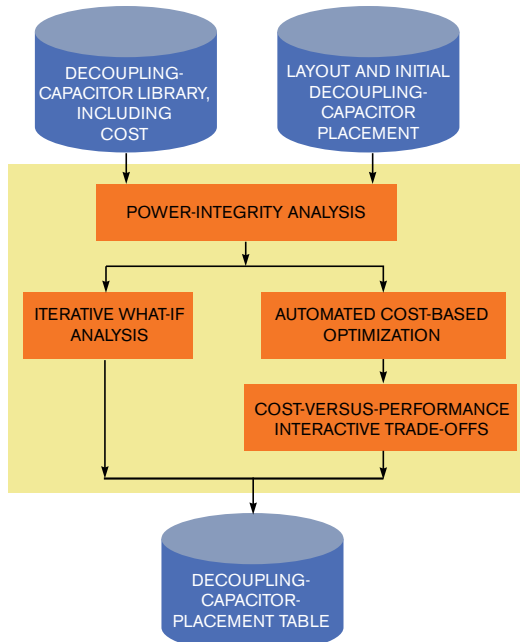 DECOUPLING-
CAPACITOR LIBRARY,
INCLUDING
COST
LAYOUT AND INITIAL
DECOUPLING-
CAPACITOR
PLACEMENT
POWER-INTEGRITY ANALYSIS
ITERATIVE WHAT-IF
ANALYSIS
AUTOMATED COST-BASED
OPTIMIZATION
COST-VERSUS-PERFORMANCE
INTERACTIVE TRADE-OFFS
DECOUPLING-
CAPACITOR-
PLACEMENT TABLE